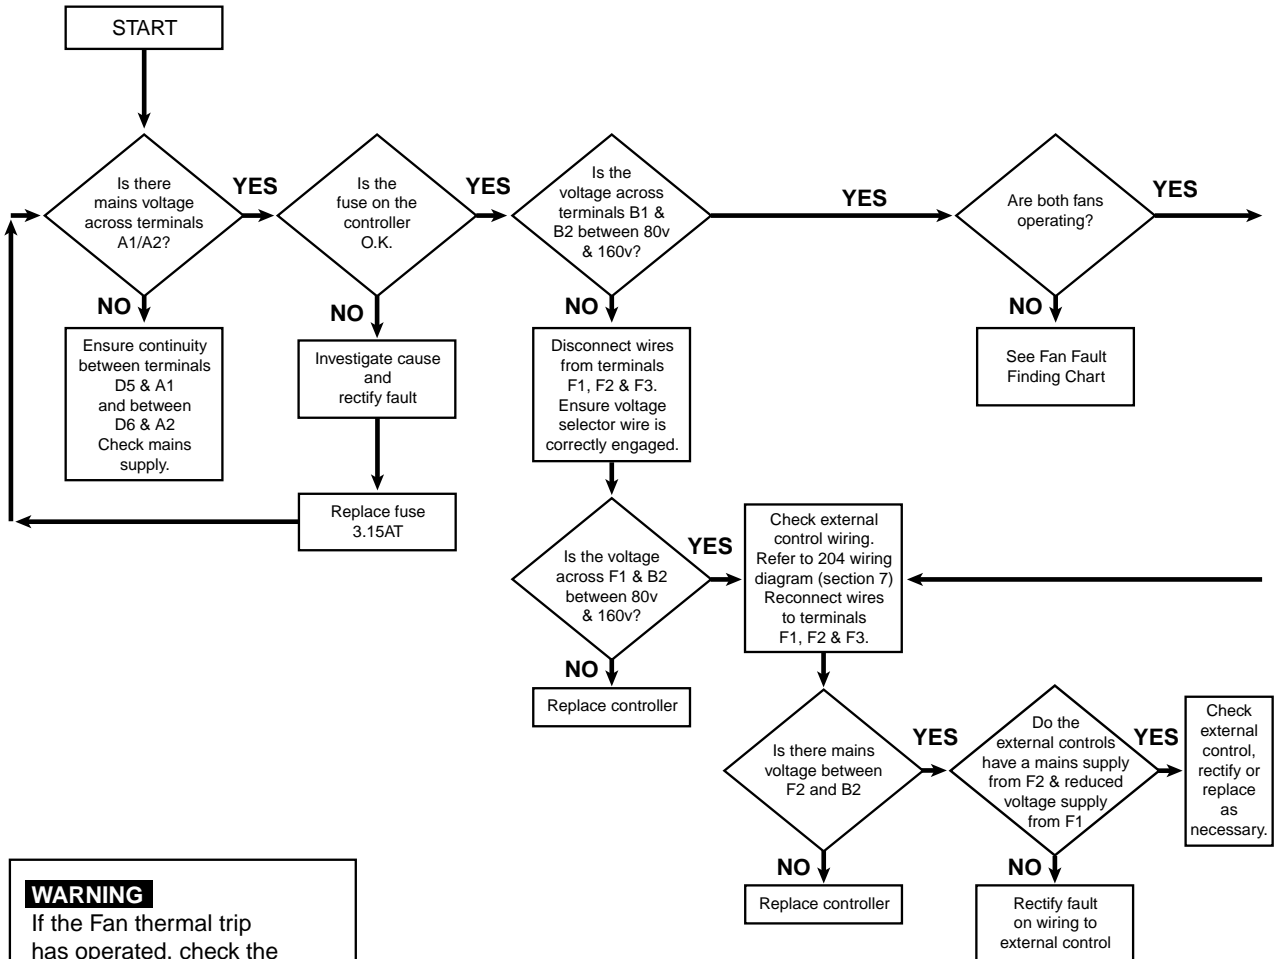 START
Is there
mains voltage
across terminals
A1/A2?
YES
NO
Ensure continuity
between terminals
D5 & A1
and between
D6 & A2
Check mains
supply.
Is the
fuse on the
controller
O.K.
YES
NO
Investigate cause
and
rectify fault
Replace fuse
3.15AT
Is the
voltage across
terminals B1 &
B2 between 80v
& 160v?
YES
NO
Disconnect wires
from terminals
F1, F2 & F3.
Ensure voltage
selector wire is
correctly engaged.
Is the voltage
across F1 & B2
between 80v
& 160v?
YES
NO
Replace controller
Are both fans
operating?
YES
NO
See Fan Fault
Finding Chart
Check external
control wiring.
Refer to 204 wiring
diagram (section 7)
Reconnect wires
to terminals
F1, F2 & F3.
Is there mains
voltage between
F2 and B2
YES
NO
Replace controller
Do the
external controls
have a mains supply
from F2 & reduced
voltage supply
from F1
YES
NO
Rectify fault
on wiring to
external control
Check
external
control,
rectify or
replace
as
necessary.
WARNING
If the Fan thermal trip
has operated, check the